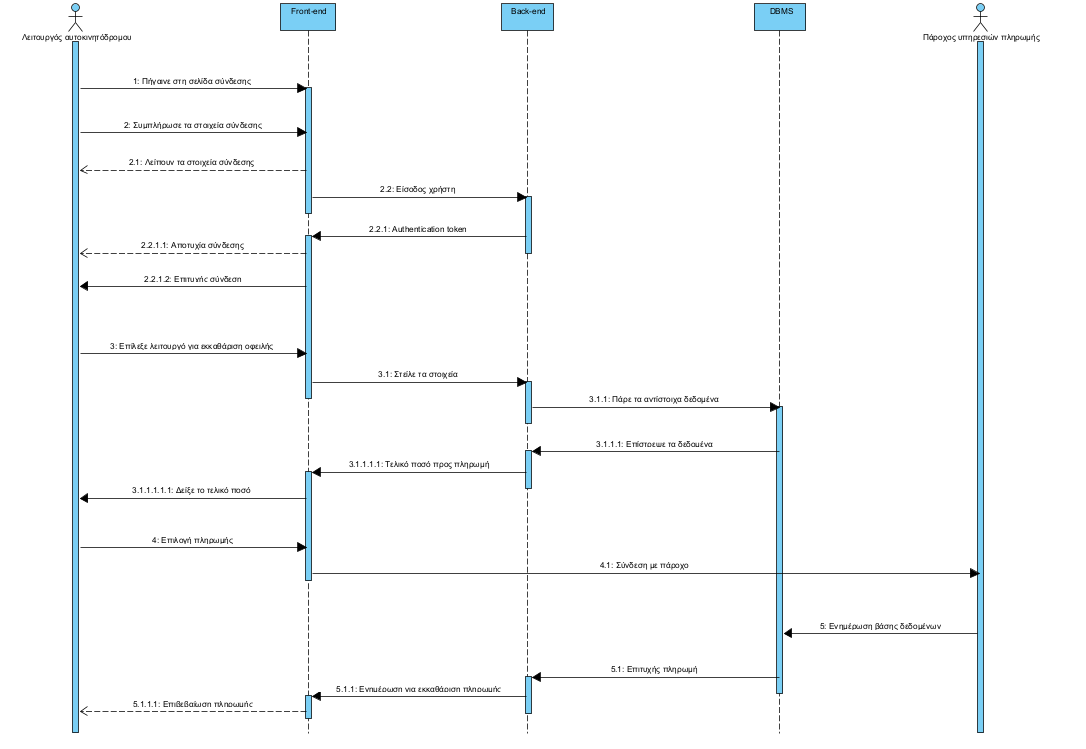 Front-end
Back-end
DBMS
Λειτουργός αυτοκινητόδρομου
Πάροχος υπηρεσιών πληρωμής
1: Πήγαινε στη σελίδα σύνδεσης
2: Συμπλήρωσε τα στοιχεία σύνδεσης
2.1: Λείπουν τα στοιχεία σύνδεσης
2.2: Είσοδος χρήστη
2.2.1: Authentication token
2.2.1.1: Αποτυχία σύνδεσης
2.2.1.2: Επιτυχής σύνδεση
3: Επίλεξε λειτουργό για εκκαθάριση οφειλής
3.1: Στείλε τα στοιχεία
3.1.1: Πάρε τα αντίστοιχα δεδομένα
3.1.1.1: Επίστρεψε τα δεδομένα
3.1.1.1.1: Τελικό ποσό προς πληρωμή
3.1.1.1.1.1: Δείξε το τελικό ποσό
4: Επιλογή πληρωμής
4.1: Σύνδεση με πάροχο
5: Ενημέρωση βάσης δεδομένων
5.1: Επιτυχής πληρωμή
5.1.1: Ενημέρωση για εκκαθάριση πληρωμής
5.1.1.1: Επιβεβαίωση πληρωμής